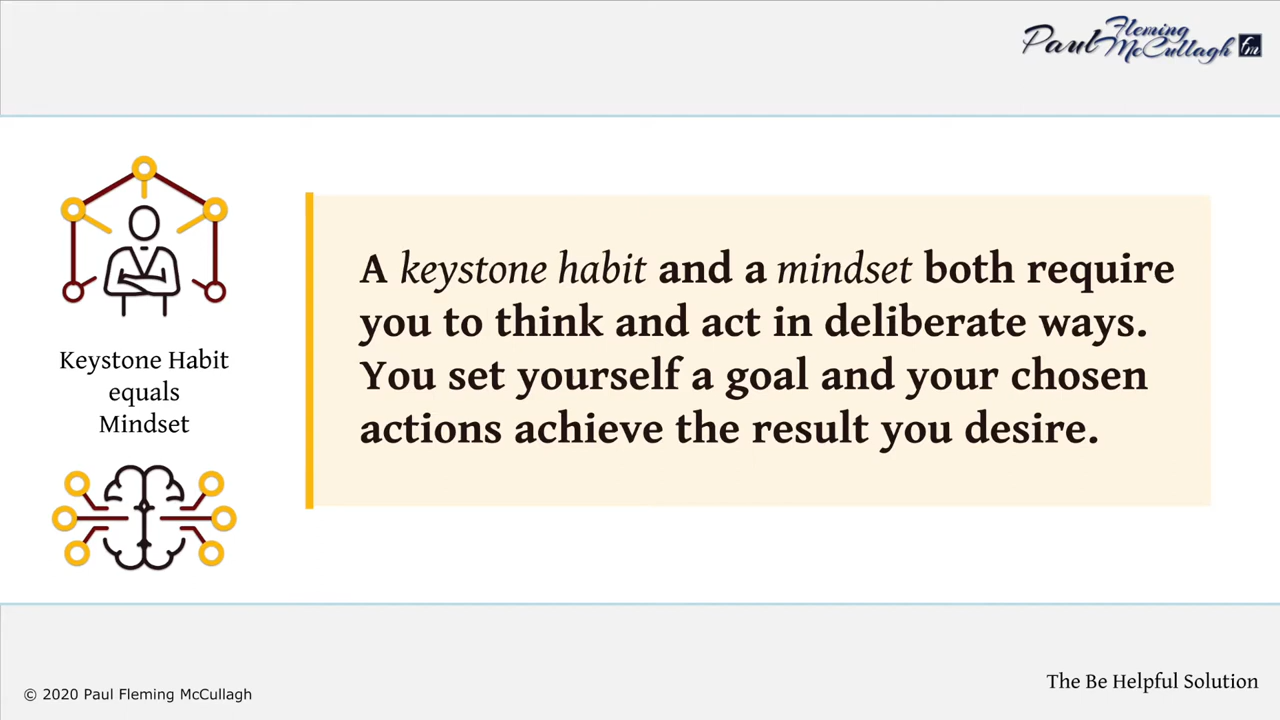 Paul Fleming McCullagh fm
Keystone Habit
equals
Mindset
A keystone habit and a mindset both require
you to think and act in deliberate ways.
You set yourself a goal and your chosen
actions achieve the result you desire.
© 2020 Paul Fleming McCullagh
The Be Helpful Solution